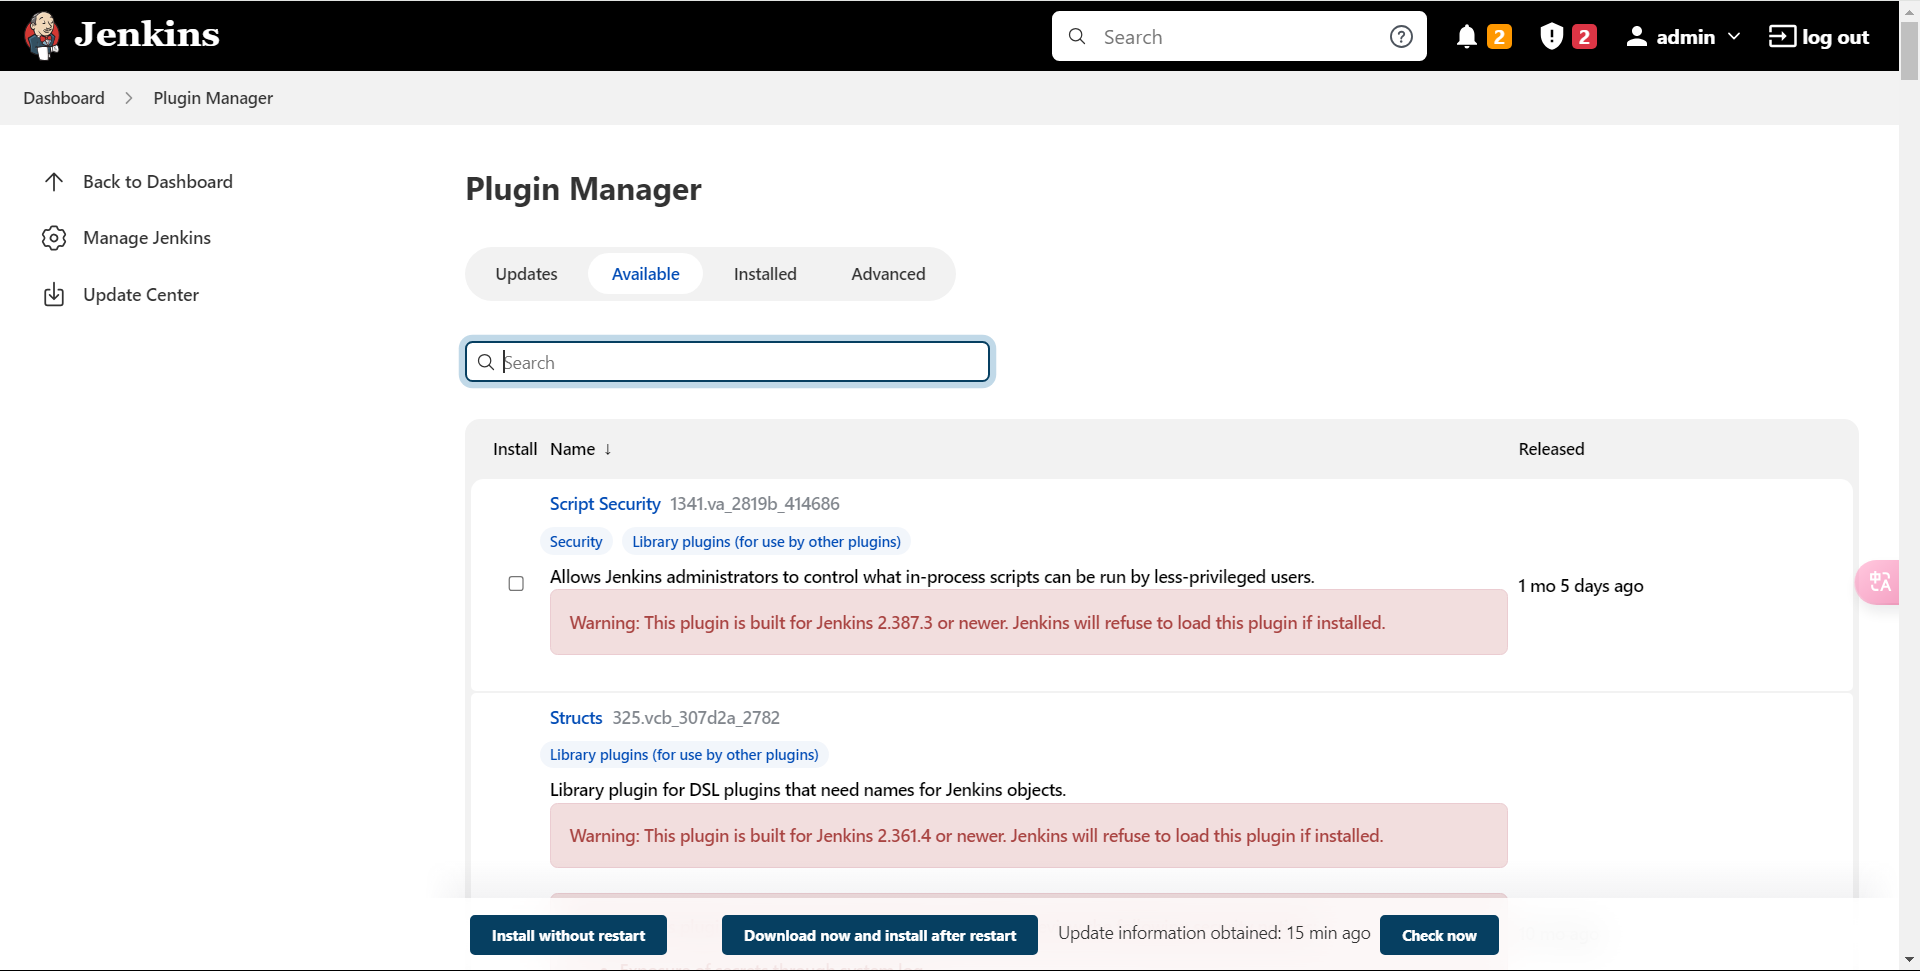 Jenkins
Search
2
2
admin
log out
Dashboard
Plugin Manager
Back to Dashboard
Manage Jenkins
Update Center
Plugin Manager
Updates
Available
Installed
Advanced
Search
Install
Name ↓
Released
Script Security 1341.va_2819b_414686
Security
Library plugins (for use by other plugins)
Allows Jenkins administrators to control what in-process scripts can be run by less-privileged users.
Warning: This plugin is built for Jenkins 2.387.3 or newer. Jenkins will refuse to load this plugin if installed.
1 mo 5 days ago
中A
Structs 325.vcb_307d2a_2782
Library plugins (for use by other plugins)
Library plugin for DSL plugins that need names for Jenkins objects.
Warning: This plugin is built for Jenkins 2.361.4 or newer. Jenkins will refuse to load this plugin if installed.
Install without restart
Download now and install after restart
Update information obtained: 15 min ago
Check now